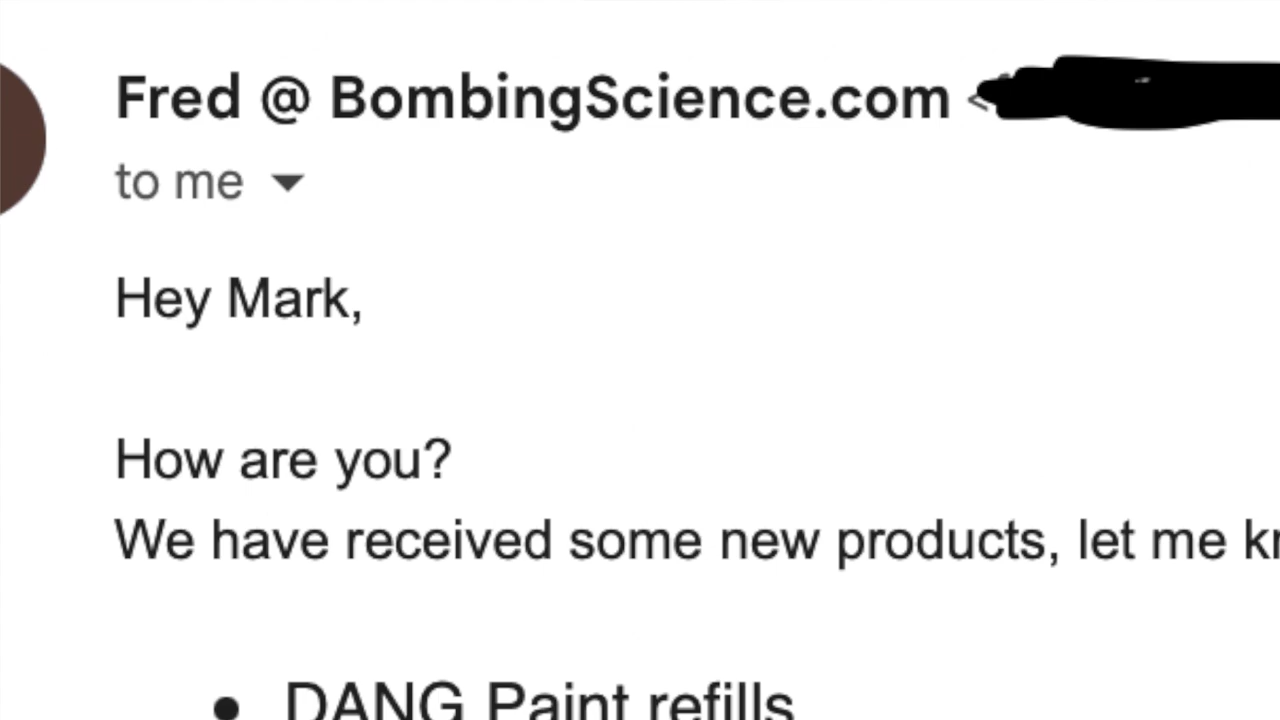 Fred @ BombingScience.com <
to me
Hey Mark,
How are you?
We have received some new products, let me
• DANG Paint refills